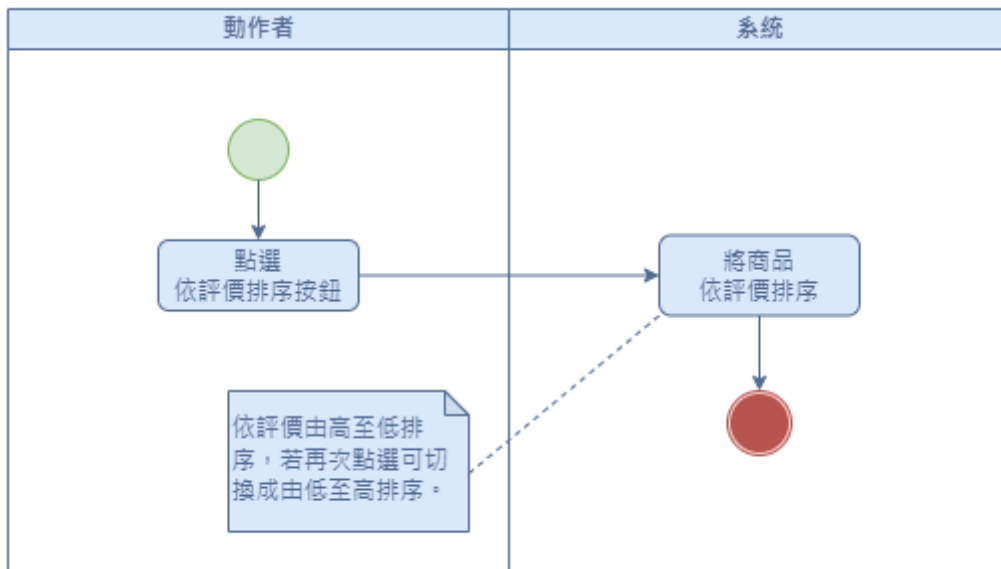 動作者
系統
點選
依評價排序按鈕
將商品
依評價排序
依評價由高至低排
序，若再次點選可切
換成由低至高排序。